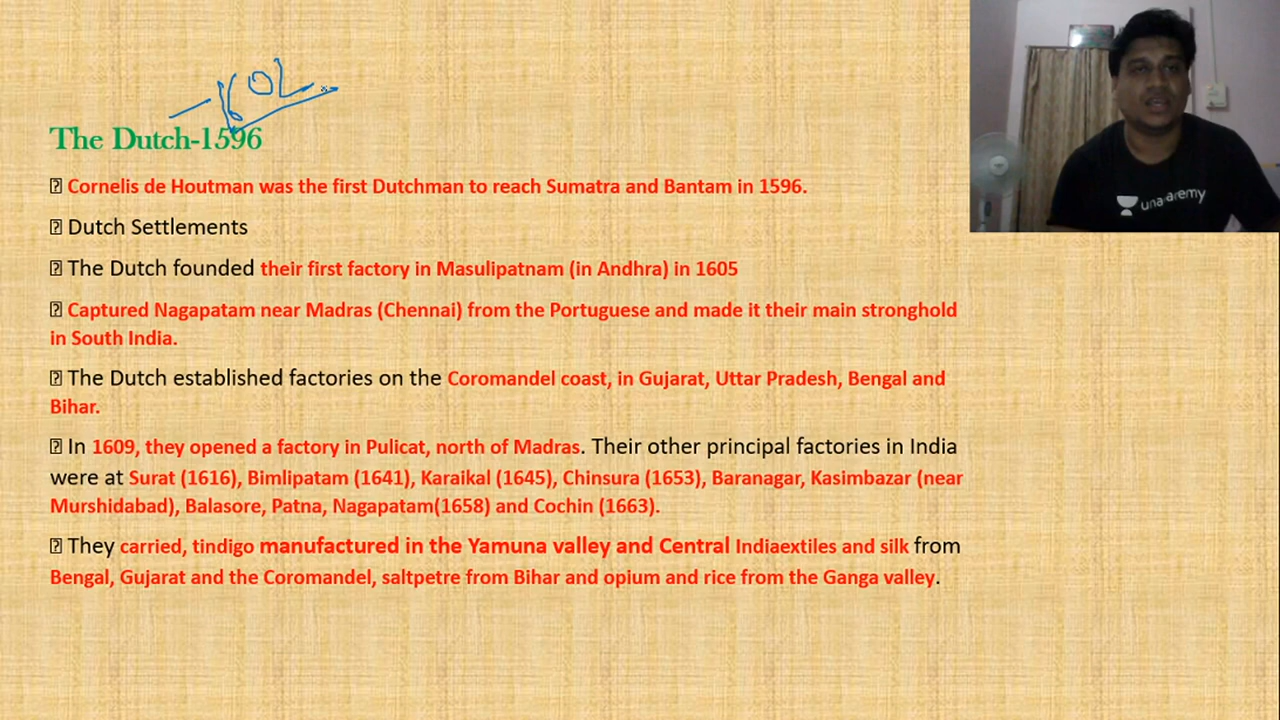 1602
The Dutch-1596
Cornelis de Houtman was the first Dutchman to reach Sumatra and Bantam in 1596.
Dutch Settlements
The Dutch founded their first factory in Masulipatnam (in Andhra) in 1605
Captured Nagapatam near Madras (Chennai) from the Portuguese and made it their main stronghold
in South India.
The Dutch established factories on the Coromandel coast, in Gujarat, Uttar Pradesh, Bengal and
Bihar.
In 1609, they opened a factory in Pulicat, north of Madras. Their other principal factories in India
were at Surat (1616), Bimlipatam (1641), Karaikal (1645), Chinsura (1653), Baranagar, Kasimbazar (near
Murshidabad), Balasore, Patna, Nagapatam(1658) and Cochin (1663).
They carried, tindigo manufactured in the Yamuna valley and Central Indiaextiles and silk from
Bengal, Gujarat and the Coromandel, saltpetre from Bihar and opium and rice from the Ganga valley.